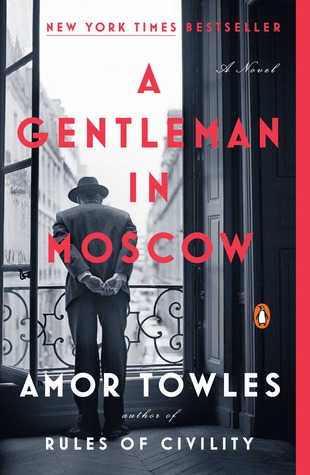 NEW YORK TIMES BESTSELLER
A
A Novel
GENTLEMAN
IN
MOSCOW
AMOR TOWLES
author of
RULES OF CIVILITY